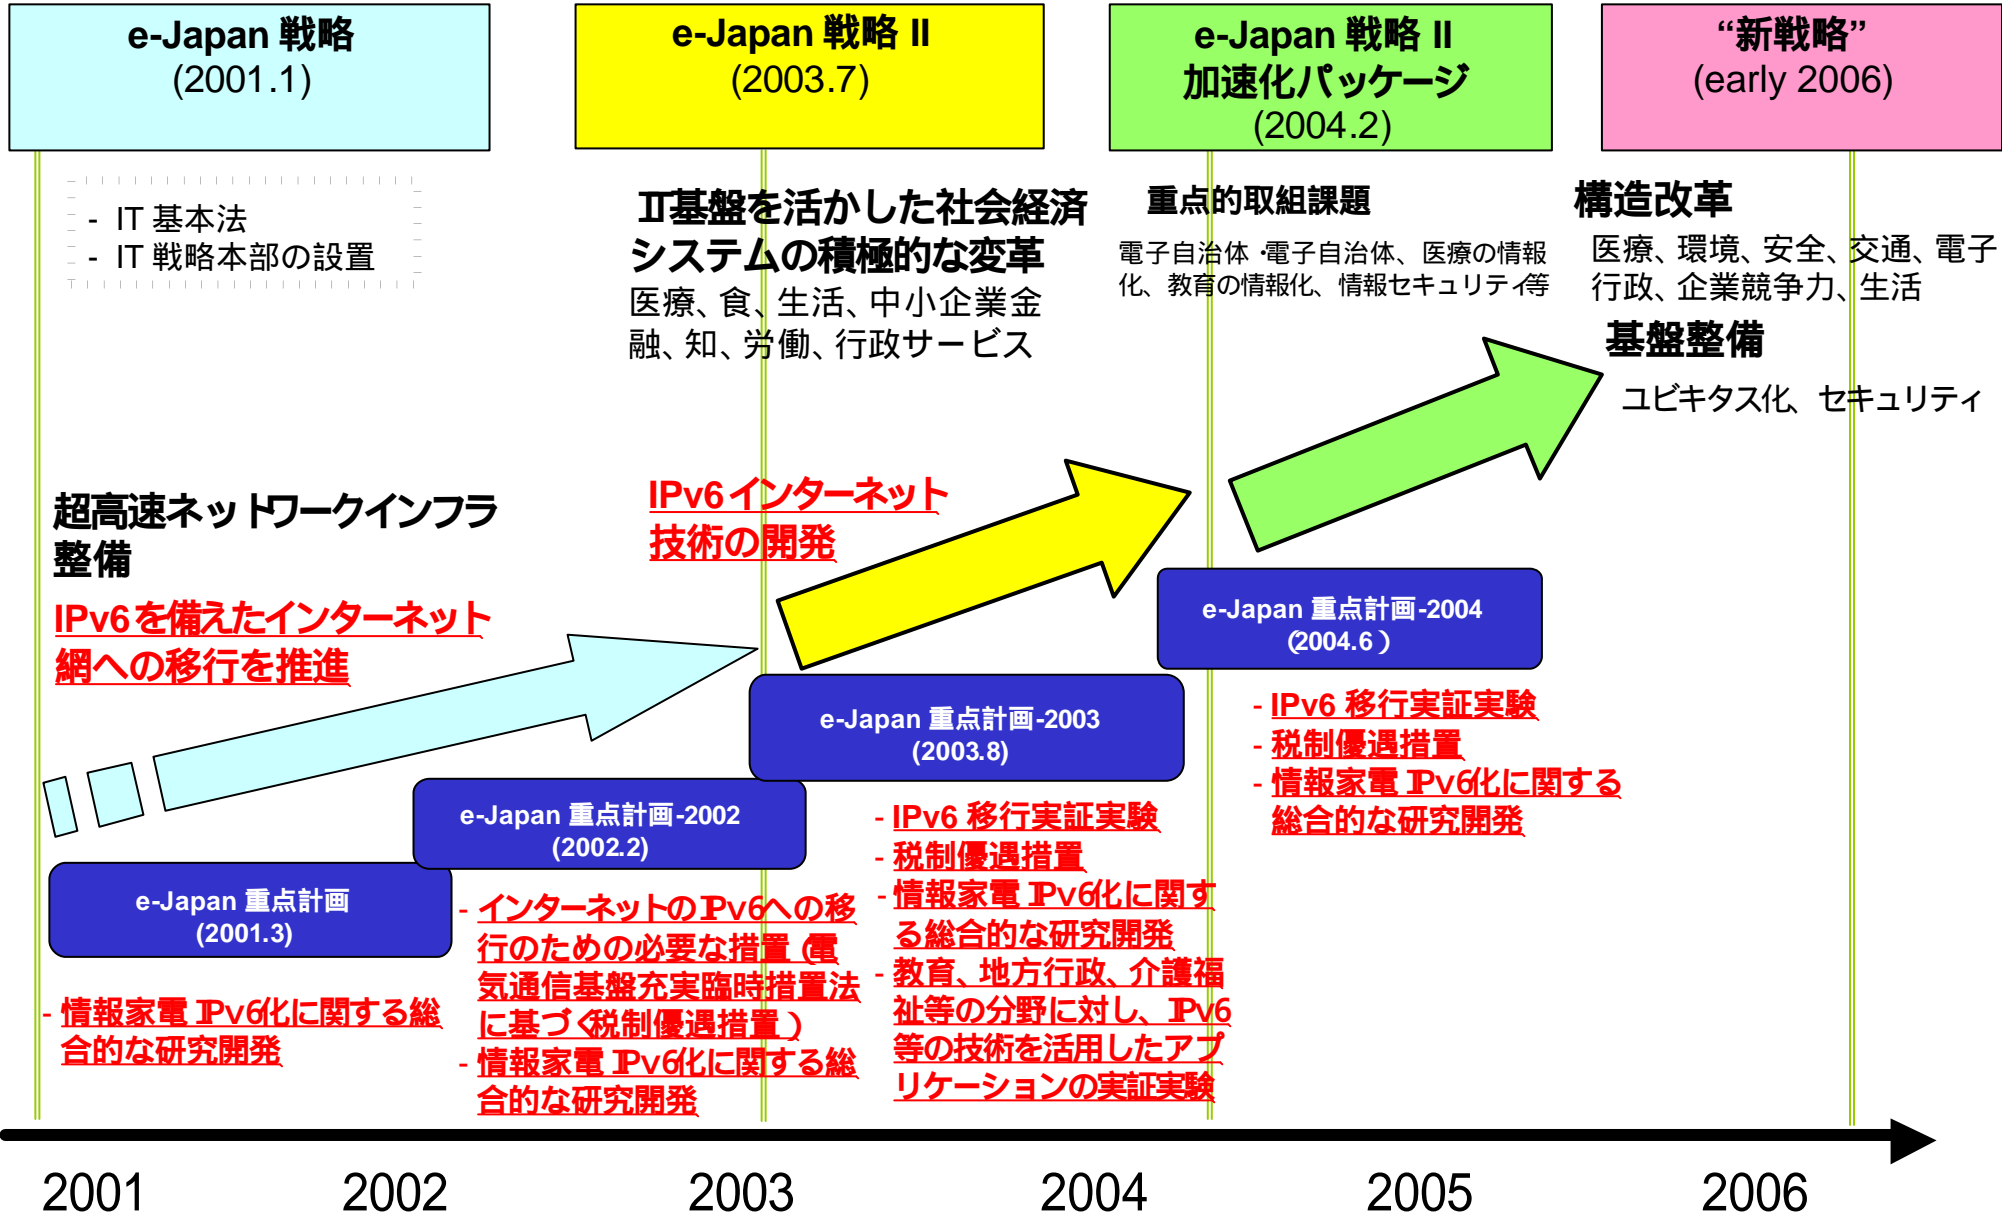 e-Japan 戦略
(2001.1)
e-Japan 戦略 II
(2003.7)
e-Japan 戦略 II
加速化パッケージ
(2004.2)
“新戦略”
(early 2006)
- IT 基本法
- IT 戦略本部の設置
IT基盤を活かした社会経済
システムの積極的な変革
医療、食、生活、中小企業金
融、知、労働、行政サービス
重点的取組課題
電子自治体・電子自治体、医療の情報
化、教育の情報化、情報セキュリティ等
構造改革
医療、環境、安全、交通、電子
行政、企業競争力、生活
基盤整備
ユビキタス化、セキュリティ
超高速ネットワークインフラ
整備
IPv6を備えたインターネット
網への移行を推進
IPv6インターネット
技術の開発
e-Japan 重点計画
(2001.3)
- 情報家電IPv6化に関する総
合的な研究開発
e-Japan 重点計画-2002
(2002.2)
- インターネットのIPv6への移
行のための必要な措置(電
気通信基盤充実臨時措置法
に基づく税制優遇措置)
- 情報家電IPv6化に関する総
合的な研究開発
e-Japan 重点計画-2003
(2003.8)
- IPv6 移行実証実験
- 税制優遇措置
- 情報家電IPv6化に関す
る総合的な研究開発
- 教育、地方行政、介護福
祉等の分野に対し、IPv6
等の技術を活用したアプ
リケーションの実証実験
e-Japan 重点計画-2004
(2004.6)
- IPv6 移行実証実験
- 税制優遇措置
- 情報家電IPv6化に関する
総合的な研究開発
2001 2002 2003 2004 2005 2006